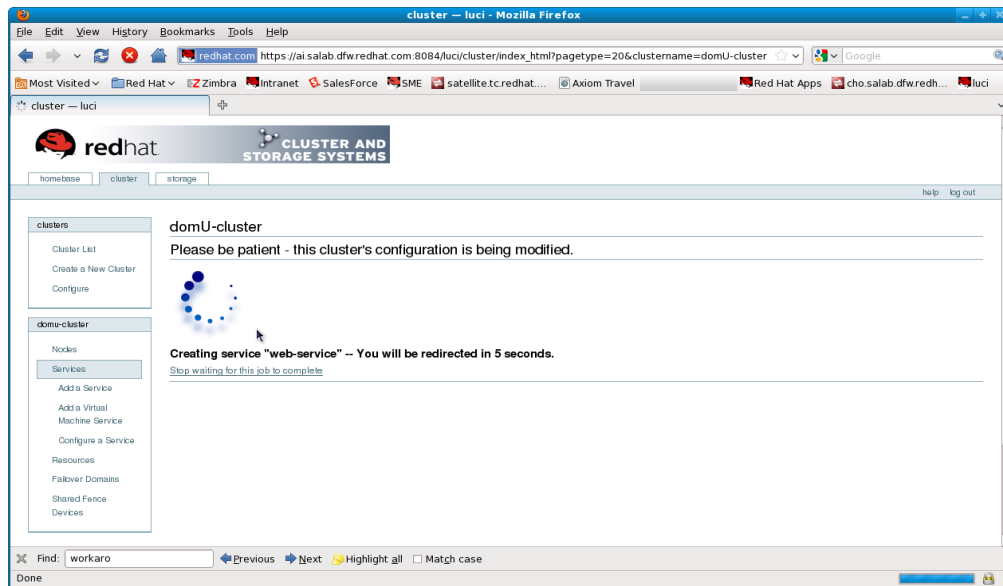 cluster — luci - Mozilla Firefox
File Edit View History Bookmarks Tools Help
redhat.com https://ai.salab.dfw.redhat.com:8084/luci/cluster/index_html?pagetype=20&clustername=domU-cluster Google
Most Visited Red Hat Zimbra Intranet SalesForce SME satellite.tc.redhat.... Axiom Travel Red Hat Apps cho.salab.dfw.redh... luci
cluster — luci
redhat. CLUSTER AND
STORAGE SYSTEMS
homebase cluster storage
help log out
clusters
Cluster List
Create a New Cluster
Configure
domu-cluster
Nodes
Services
Add a Service
Add a Virtual
Machine Service
Configure a Service
Resources
Failover Domains
Shared Fence
Devices
domU-cluster
Please be patient - this cluster's configuration is being modified.
Creating service "web-service" -- You will be redirected in 5 seconds.
Stop waiting for this job to complete
Find: workaro Previous Next Highlight all Match case
Done